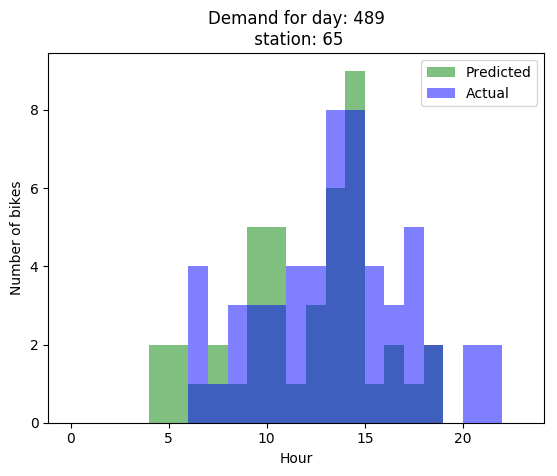 Demand for day: 489
station: 65
Predicted
Actual
Number of bikes
8
6
4
2
0
0
5
10
15
20
Hour